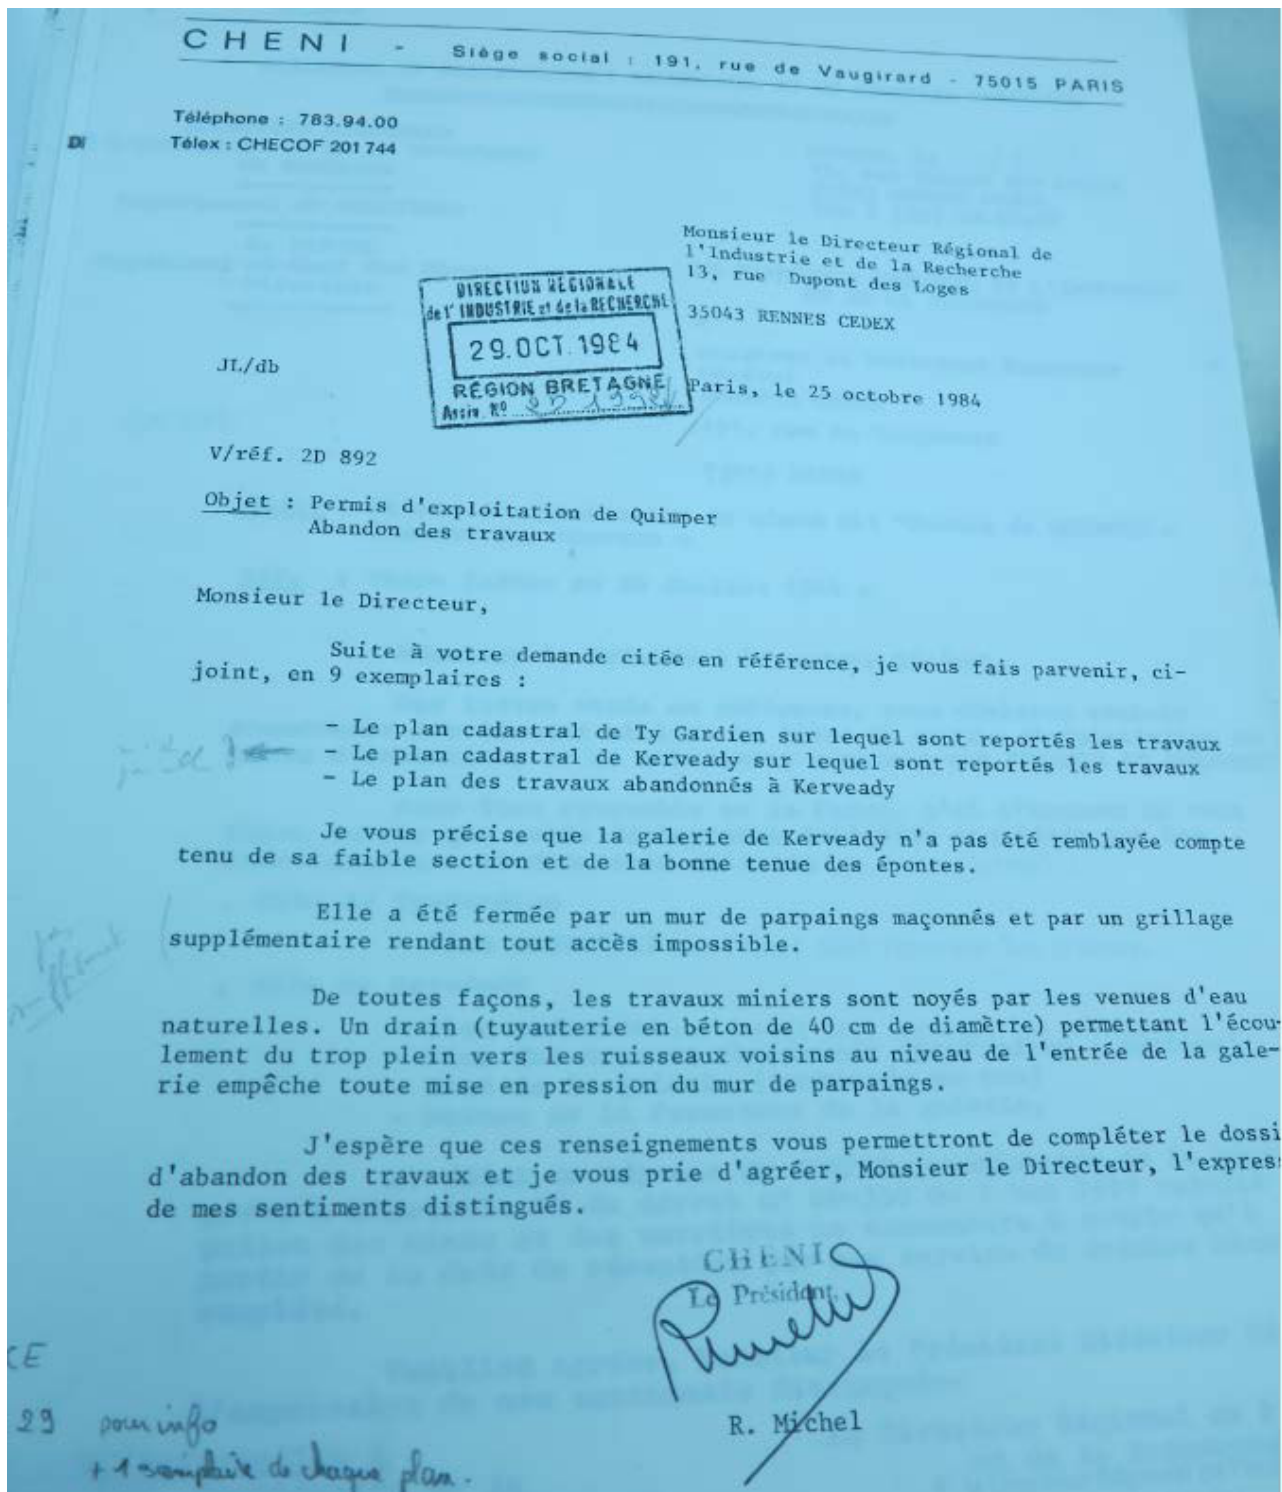 CHENI - Siège social : 191, rue de Vaugirard - 75015 PARIS
Téléphone : 783.94.00
Télex : CHECOF 201 744
Di
Monsieur le Directeur Régional de
l'Industrie et de la Recherche
13, rue Dupont des Loges
35043 RENNES CEDEX
DIRECTION RÉGIONALE
de l'INDUSTRIE et de la RECHERCHE
29.OCT.1984
RÉGION BRETAGNE
JL/db
Paris, le 25 octobre 1984
V/réf. 2D 892
Objet : Permis d'exploitation de Quimper
Abandon des travaux
Monsieur le Directeur,
Suite à votre demande citée en référence, je vous fais parvenir, ci-
joint, en 9 exemplaires :
- Le plan cadastral de Ty Gardien sur lequel sont reportés les travaux
- Le plan cadastral de Kerveady sur lequel sont reportés les travaux
- Le plan des travaux abandonnés à Kerveady
Je vous précise que la galerie de Kerveady n'a pas été remblayée compte
tenu de sa faible section et de la bonne tenue des épontes.
Elle a été fermée par un mur de parpaings maçonnés et par un grillage
supplémentaire rendant tout accès impossible.
De toutes façons, les travaux miniers sont noyés par les venues d'eau
naturelles. Un drain (tuyauterie en béton de 40 cm de diamètre) permettant l'écou-
lement du trop plein vers les ruisseaux voisins au niveau de l'entrée de la gale-
rie empêche toute mise en pression du mur de parpaings.
J'espère que ces renseignements vous permettront de compléter le dossi
d'abandon des travaux et je vous prie d'agréer, Monsieur le Directeur, l'expres
de mes sentiments distingués.
CHENI
Le Président,
R. Michel
CE
29 pour info
+ 1 exemplaire de chaque plan.